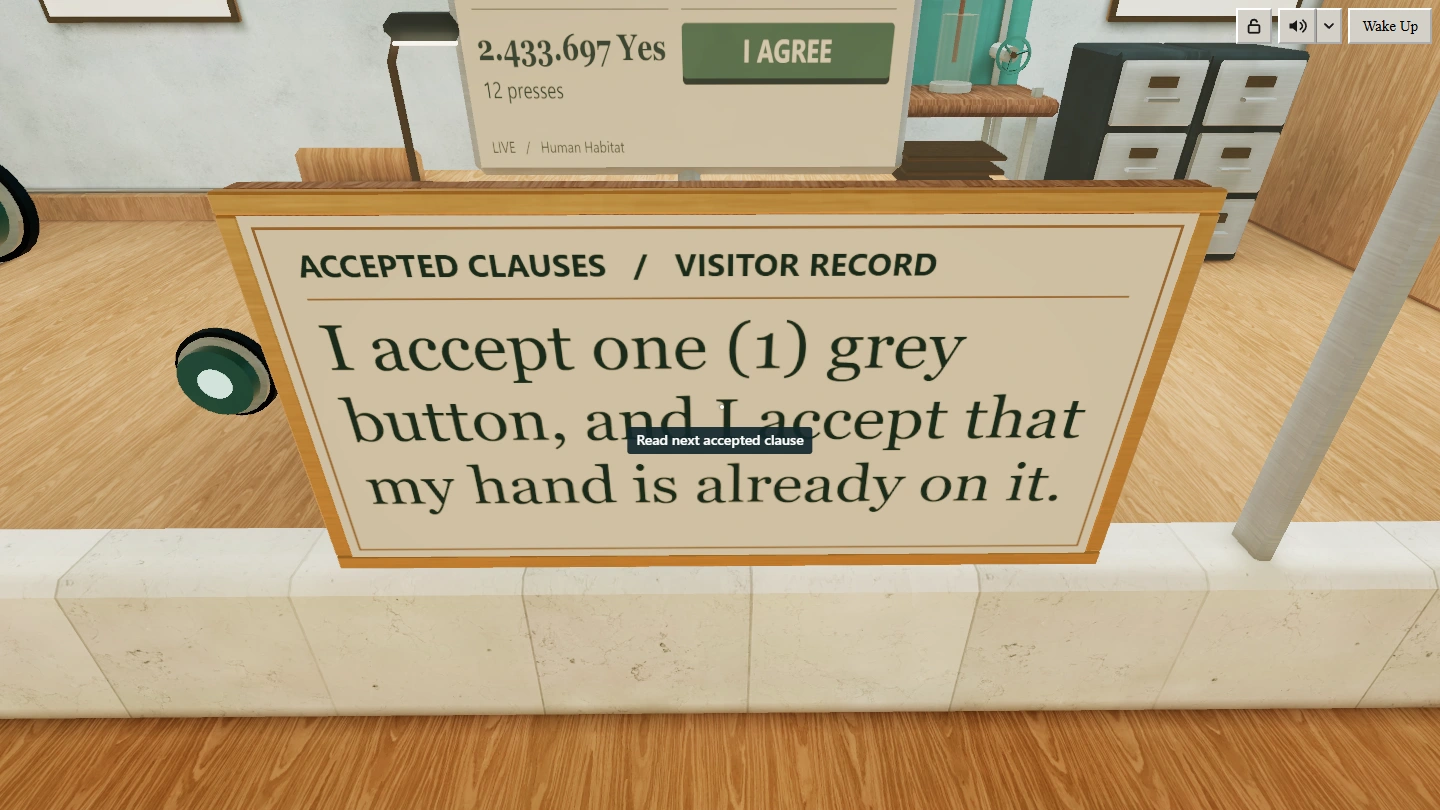 Wake Up
2.433.697 Yes
I AGREE
12 presses
LIVE / Human Habitat
ACCEPTED CLAUSES / VISITOR RECORD
I accept one (1) grey
button, and I accept that
Read next accepted clause
my hand is already on it.